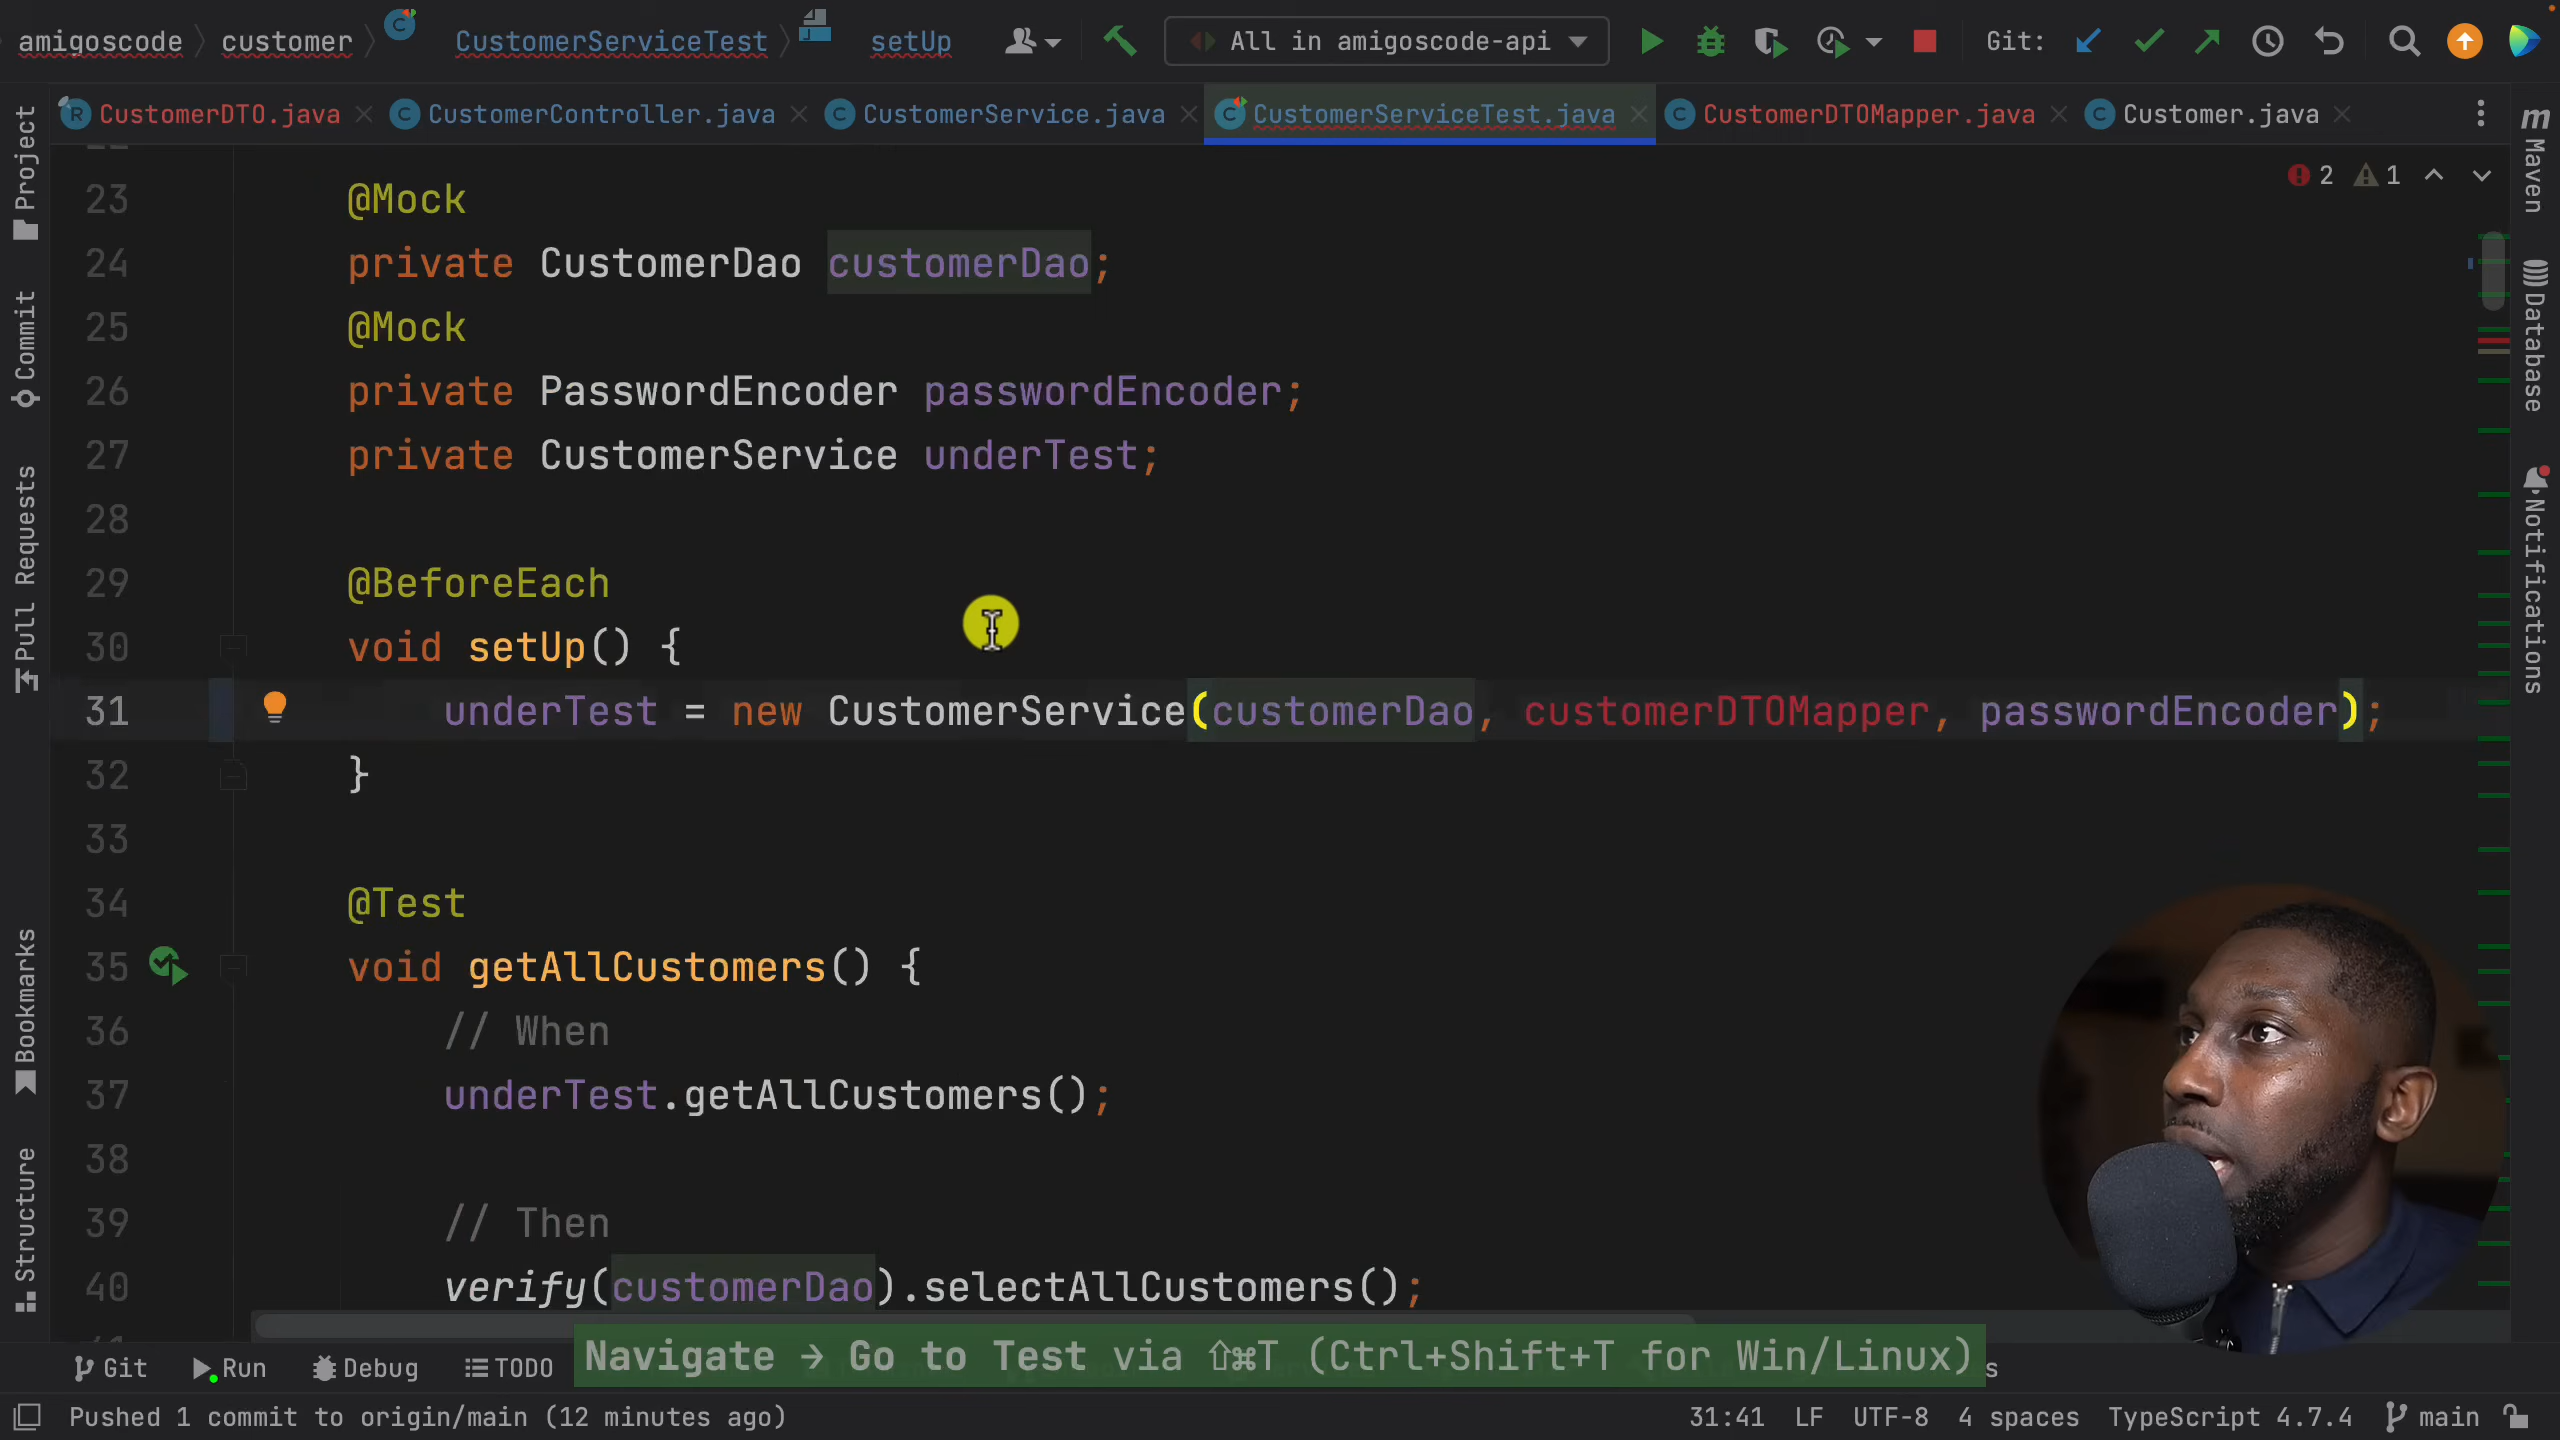 amigoscode 〉 customer 〉 CustomerServiceTest 〉 setUp All in amigoscode-api Git:
CustomerDTO.java CustomerController.java CustomerService.java CustomerServiceTest.java CustomerDTOMapper.java Customer.java
2 1
23 @Mock
24 private CustomerDao customerDao;
25 @Mock
26 private PasswordEncoder passwordEncoder;
27 private CustomerService underTest;
28
29 @BeforeEach
30 void setUp() {
31 underTest = new CustomerService(customerDao, customerDTOMapper, passwordEncoder);
32 }
33
34 @Test
35 void getAllCustomers() {
36 // When
37 underTest.getAllCustomers();
38
39 // Then
40 verify(customerDao).selectAllCustomers();
Project
Commit
Pull Requests
Bookmarks
Structure
m Maven
Database
Notifications
Git Run Debug TODO
Navigate → Go to Test via ⇧⌘T (Ctrl+Shift+T for Win/Linux)
Pushed 1 commit to origin/main (12 minutes ago) 31:41 LF UTF-8 4 spaces TypeScript 4.7.4 main